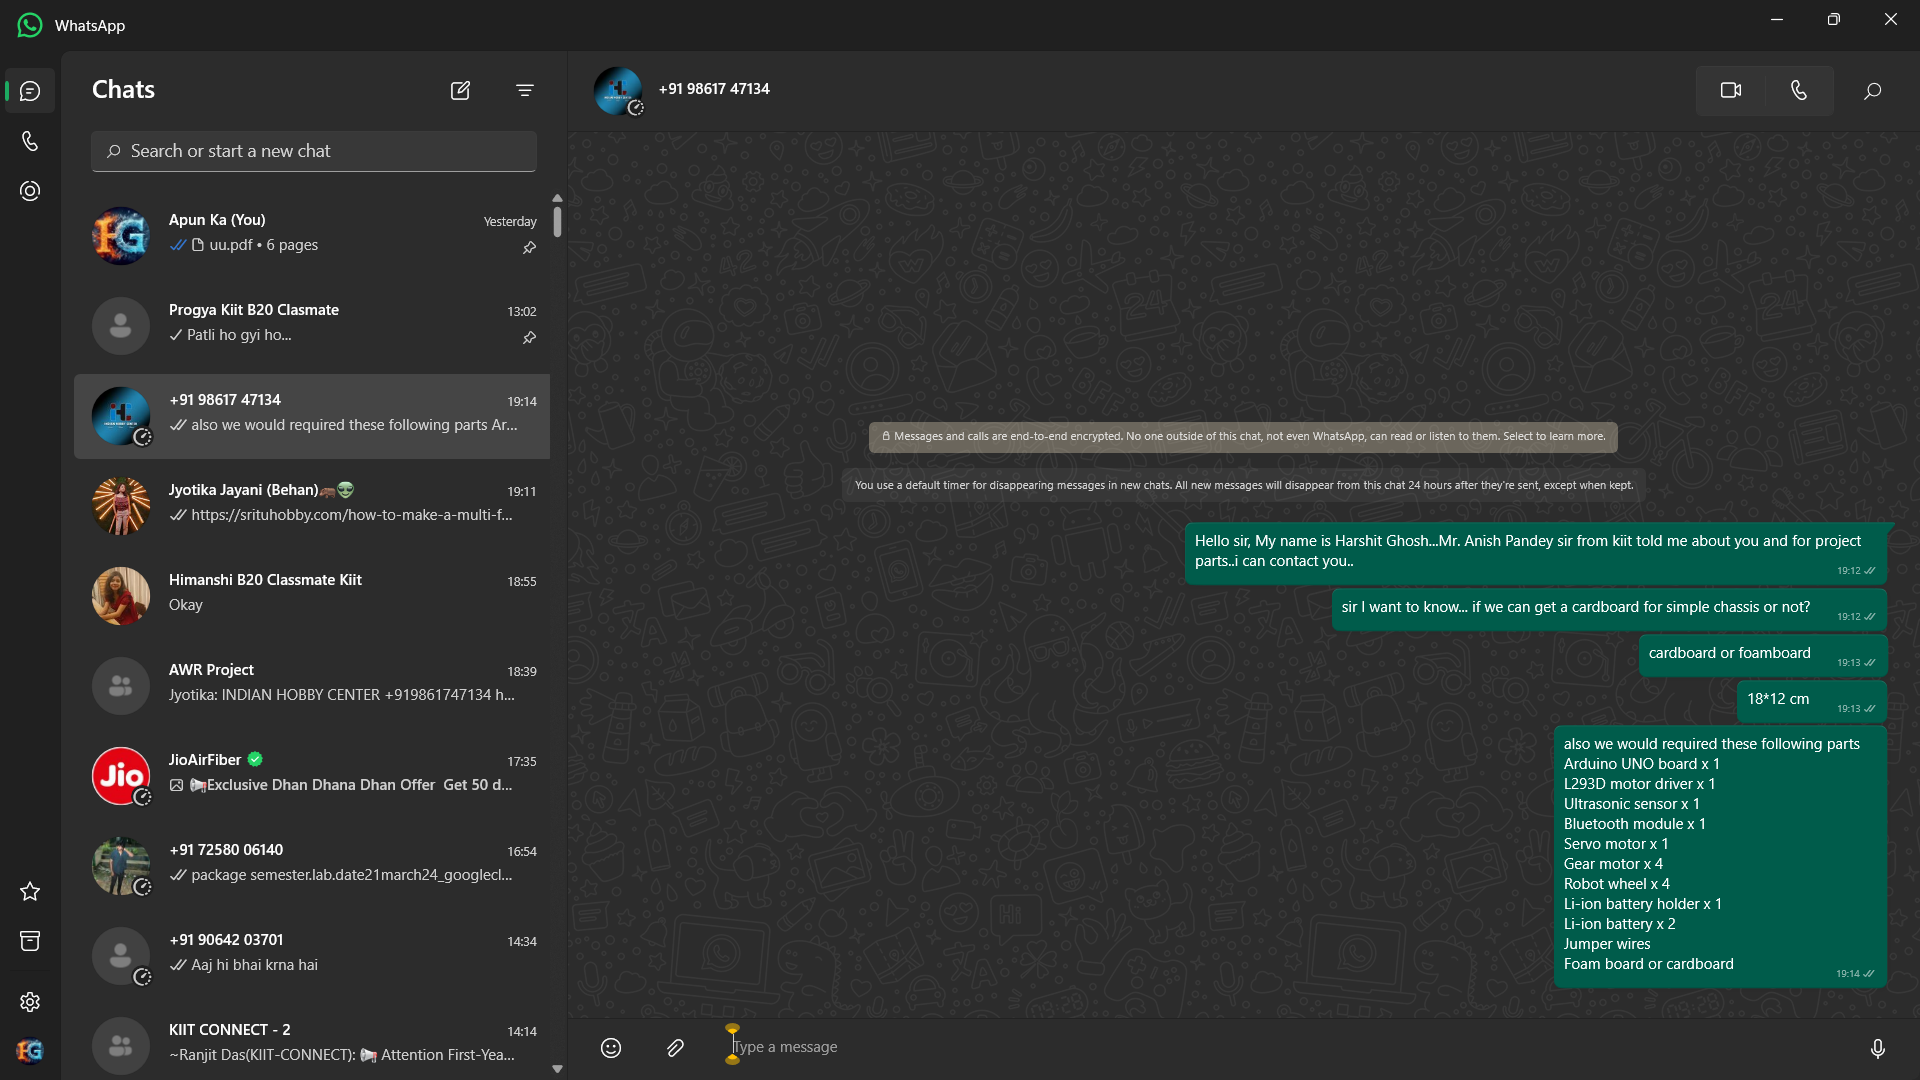 WhatsApp
Chats
Search or start a new chat
Apun Ka (You)
Yesterday
uu.pdf • 6 pages
Progya Kiit B20 Clasmate
13:02
Patli ho gyi ho...
+91 98617 47134
19:14
also we would required these following parts Ar...
Jyotika Jayani (Behan)
19:11
https://srituhobby.com/how-to-make-a-multi-f...
Himanshi B20 Classmate Kiit
18:55
Okay
AWR Project
18:39
Jyotika: INDIAN HOBBY CENTER +919861747134 h...
Jio
JioAirFiber
17:35
Exclusive Dhan Dhana Dhan Offer Get 50 d...
+91 72580 06140
16:54
package semester.lab.date21march24_googlecl...
+91 90642 03701
14:34
Aaj hi bhai krna hai
KIIT CONNECT - 2
14:14
~Ranjit Das(KIIT-CONNECT): 📢 Attention First-Yea...
+91 98617 47134
Messages and calls are end-to-end encrypted. No one outside of this chat, not even WhatsApp, can read or listen to them. Select to learn more.
You use a default timer for disappearing messages in new chats. All new messages will disappear from this chat 24 hours after they're sent, except when kept.
Hello sir, My name is Harshit Ghosh...Mr. Anish Pandey sir from kiit told me about you and for project
parts..i can contact you..
19:12
sir I want to know... if we can get a cardboard for simple chassis or not?
19:12
cardboard or foamboard
19:13
18*12 cm
19:13
also we would required these following parts
Arduino UNO board x 1
L293D motor driver x 1
Ultrasonic sensor x 1
Bluetooth module x 1
Servo motor x 1
Gear motor x 4
Robot wheel x 4
Li-ion battery holder x 1
Li-ion battery x 2
Jumper wires
Foam board or cardboard
19:14
Type a message